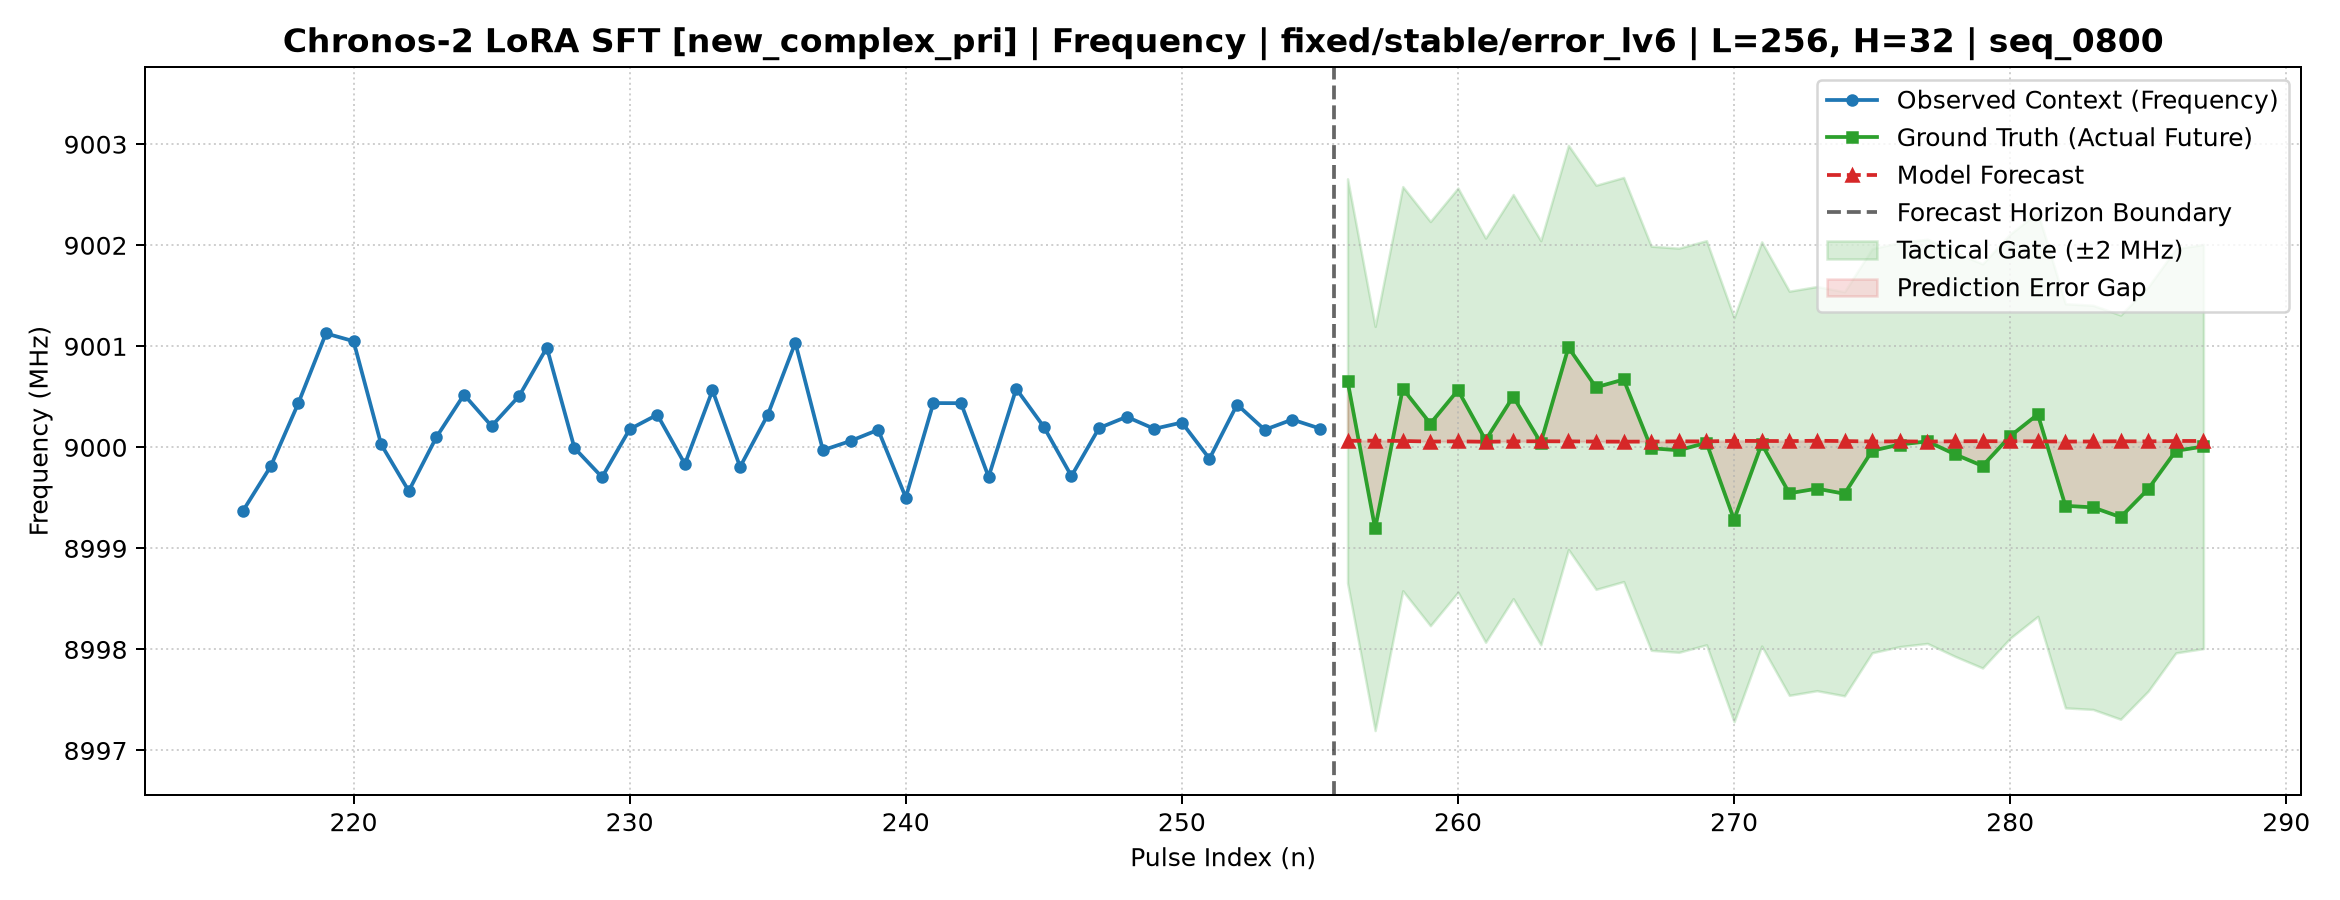 Chronos-2 LoRA SFT [new_complex_pri] | Frequency | fixed/stable/error_lv6 | L=256, H=32 | seq_0800
Observed Context (Frequency)
Ground Truth (Actual Future)
Model Forecast
Forecast Horizon Boundary
Tactical Gate (±2 MHz)
Prediction Error Gap
Frequency (MHz)
9003
9002
9001
9000
8999
8998
8997
220 230 240 250 260 270 280 290
Pulse Index (n)